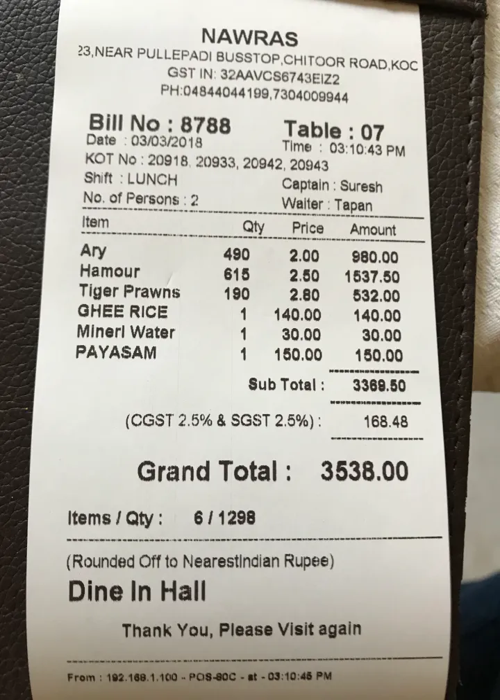 NAWRAS
23,NEAR PULLEPADI BUSSTOP,CHITOOR ROAD,KOC
GST IN: 32AAVCS6743EIZ2
PH:04844044199,7304009944
Bill No : 8788 Table : 07
Date : 03/03/2018 Time : 03:10:43 PM
KOT No : 20918, 20933, 20942, 20943
Shift : LUNCH Captain : Suresh
No. of Persons : 2 Waiter : Tapan
Item Qty Price Amount
Ary 490 2.00 980.00
Hamour 615 2.50 1537.50
Tiger Prawns 190 2.80 532.00
GHEE RICE 1 140.00 140.00
Minerl Water 1 30.00 30.00
PAYASAM 1 150.00 150.00
Sub Total : 3369.50
(CGST 2.5% & SGST 2.5%) : 168.48
Grand Total : 3538.00
Items / Qty : 6 / 1298
(Rounded Off to NearestIndian Rupee)
Dine In Hall
Thank You, Please Visit again
From : 192.168.1.100 - POS-80C - at - 03:10:45 PM